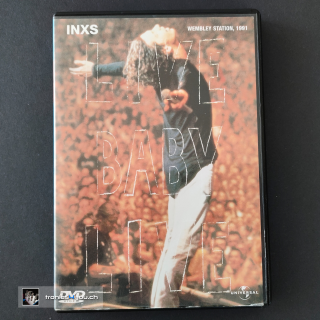 INXS
WEMBLEY STADIUM, 1991
LIVE
BABY
LIVE
DVD
UNIVERSAL